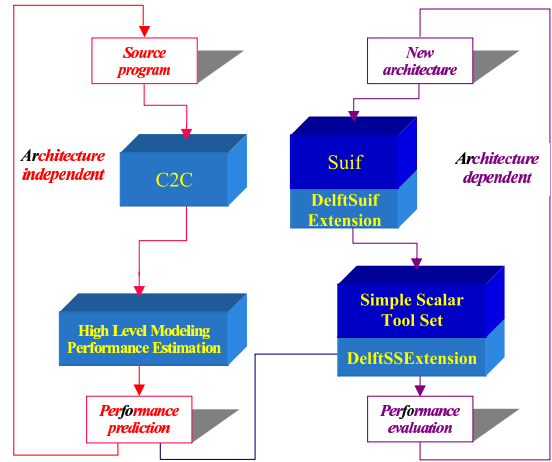 Source
program
New
architecture
Architecture
independent
C2C
Suif
DelftSuif
Extension
Architecture
dependent
High Level Modeling
Performance Estimation
Simple Scalar
Tool Set
DelftSSExtension
Performance
prediction
Performance
evaluation